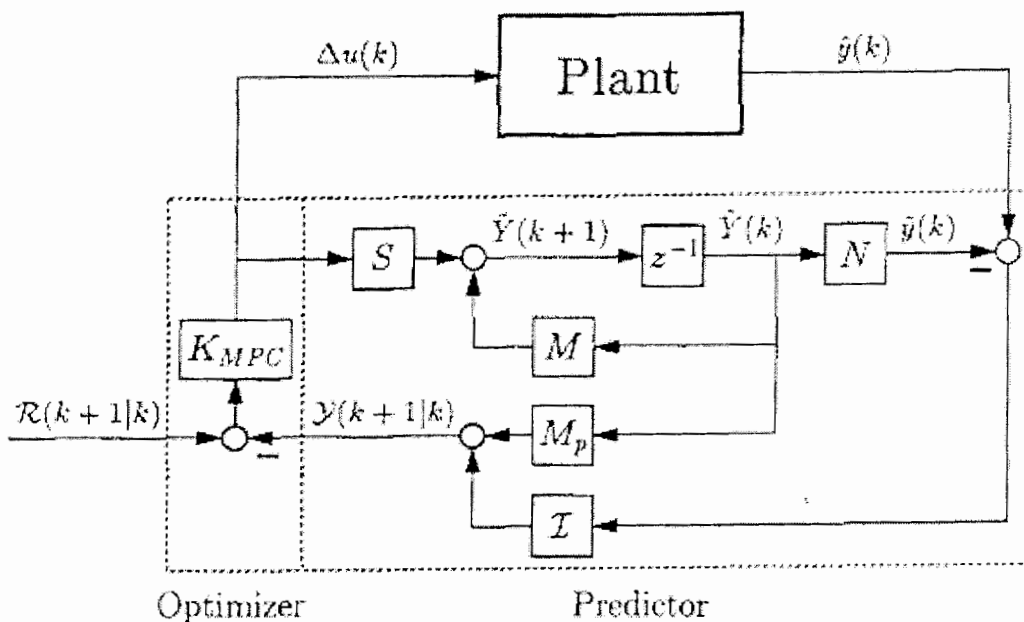 Δu(k)
Plant
ŷ(k)
S
Ỹ(k + 1)
z⁻¹
Ỹ(k)
N
ỹ(k)
−
M
K_MPC
R(k + 1|k)
−
Y(k + 1|k)
M_p
I
Optimizer
Predictor